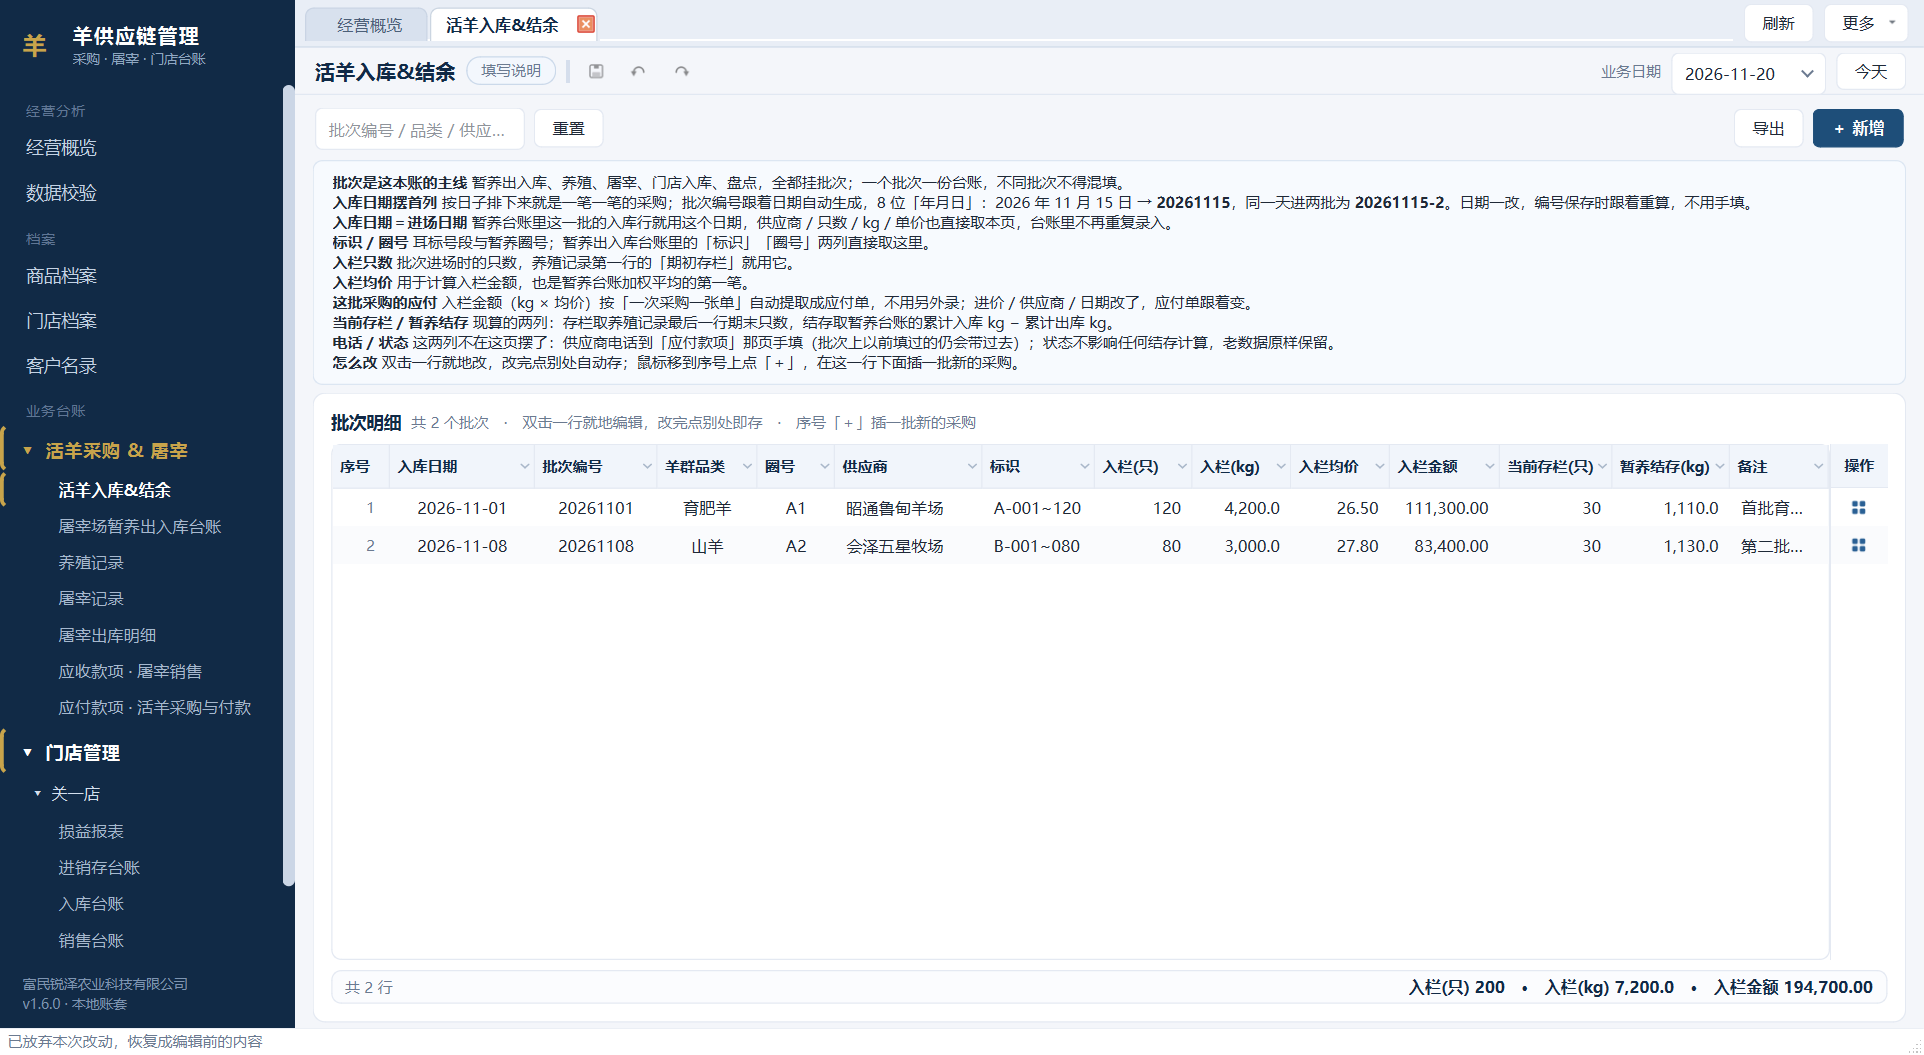 羊
羊供应链管理
采购 · 屠宰 · 门店台账
经营分析
经营概览
数据校验
档案
商品档案
门店档案
客户名录
业务台账
活羊采购 & 屠宰
活羊入库&结余
屠宰场暂养出入库台账
养殖记录
屠宰记录
屠宰出库明细
应收款项 · 屠宰销售
应付款项 · 活羊采购与付款
门店管理
关一店
损益报表
进销存台账
入库台账
销售台账
富民锐泽农业科技有限公司
v1.6.0 · 本地账套
经营概览 活羊入库&结余 刷新 更多
活羊入库&结余 填写说明 业务日期 2026-11-20 今天
批次编号 / 品类 / 供应... 重置 导出 + 新增
批次是这本账的主线 暂养出入库、养殖、屠宰、门店入库、盘点，全都挂批次；一个批次一份台账，不同批次不得混填。
入库日期摆首列 按日子排下来就是一笔一笔的采购；批次编号跟着日期自动生成，8 位「年月日」：2026 年 11 月 15 日 → 20261115，同一天进两批为 20261115-2。日期一改，编号保存时跟着重算，不用手填。
入库日期 = 进场日期 暂养台账里这一批的入库行就用这个日期，供应商 / 只数 / kg / 单价也直接取本页，台账里不再重复录入。
标识 / 圈号 耳标号段与暂养圈号；暂养出入库台账里的「标识」「圈号」两列直接取这里。
入栏只数 批次进场时的只数，养殖记录第一行的「期初存栏」就用它。
入栏均价 用于计算入栏金额，也是暂养台账加权平均的第一笔。
这批采购的应付 入栏金额（kg × 均价）按「一次采购一张单」自动提取成应付单，不用另外录；进价 / 供应商 / 日期改了，应付单跟着变。
当前存栏 / 暂养结存 现算的两列：存栏取养殖记录最后一行期末只数，结存取暂养台账的累计入库 kg − 累计出库 kg。
电话 / 状态 这两列不在这页摆了：供应商电话到「应付款项」那页手填（批次上以前填过的仍会带过去）；状态不影响任何结存计算，老数据原样保留。
怎么改 双击一行就地改，改完点别处自动存；鼠标移到序号上点「+」，在这一行下面插一批新的采购。
批次明细 共 2 个批次 · 双击一行就地编辑，改完点别处即存 · 序号「+」插一批新的采购
序号 入库日期 批次编号 羊群品类 圈号 供应商 标识 入栏(只) 入栏(kg) 入栏均价 入栏金额 当前存栏(只) 暂养结存(kg) 备注 操作
1 2026-11-01 20261101 育肥羊 A1 昭通鲁甸羊场 A-001~120 120 4,200.0 26.50 111,300.00 30 1,110.0 首批育...
2 2026-11-08 20261108 山羊 A2 会泽五星牧场 B-001~080 80 3,000.0 27.80 83,400.00 30 1,130.0 第二批...
共 2 行 入栏(只) 200 • 入栏(kg) 7,200.0 • 入栏金额 194,700.00
已放弃本次改动，恢复成编辑前的内容